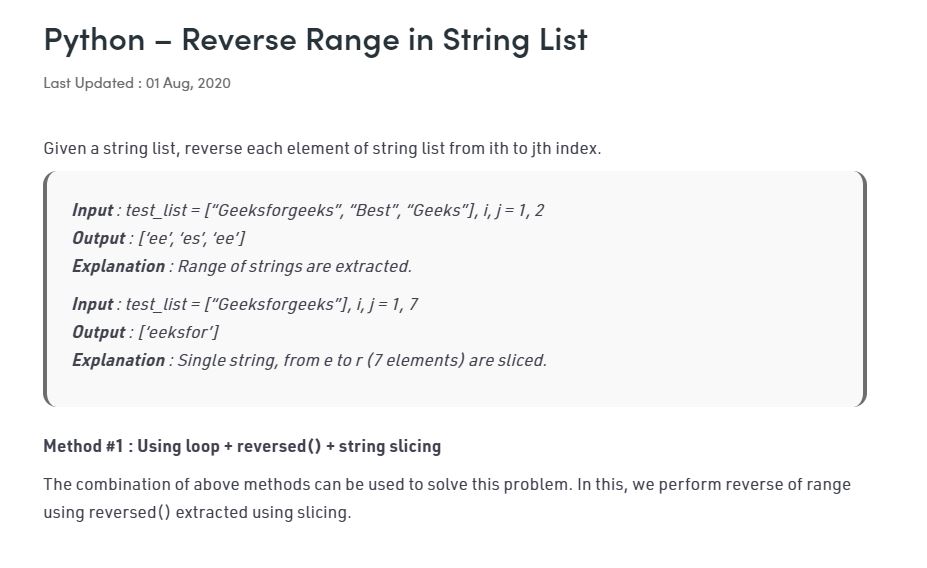 Python – Reverse Range in String List
Last Updated : 01 Aug, 2020
Given a string list, reverse each element of string list from ith to jth index.
Input : test_list = [“Geeksforgeeks”, “Best”, “Geeks”], i, j = 1, 2
Output : [‘ee’, ‘es’, ‘ee’]
Explanation : Range of strings are extracted.
Input : test_list = [“Geeksforgeeks”], i, j = 1, 7
Output : [‘eeksfor’]
Explanation : Single string, from e to r (7 elements) are sliced.
Method #1 : Using loop + reversed() + string slicing
The combination of above methods can be used to solve this problem. In this, we perform reverse of range
using reversed() extracted using slicing.